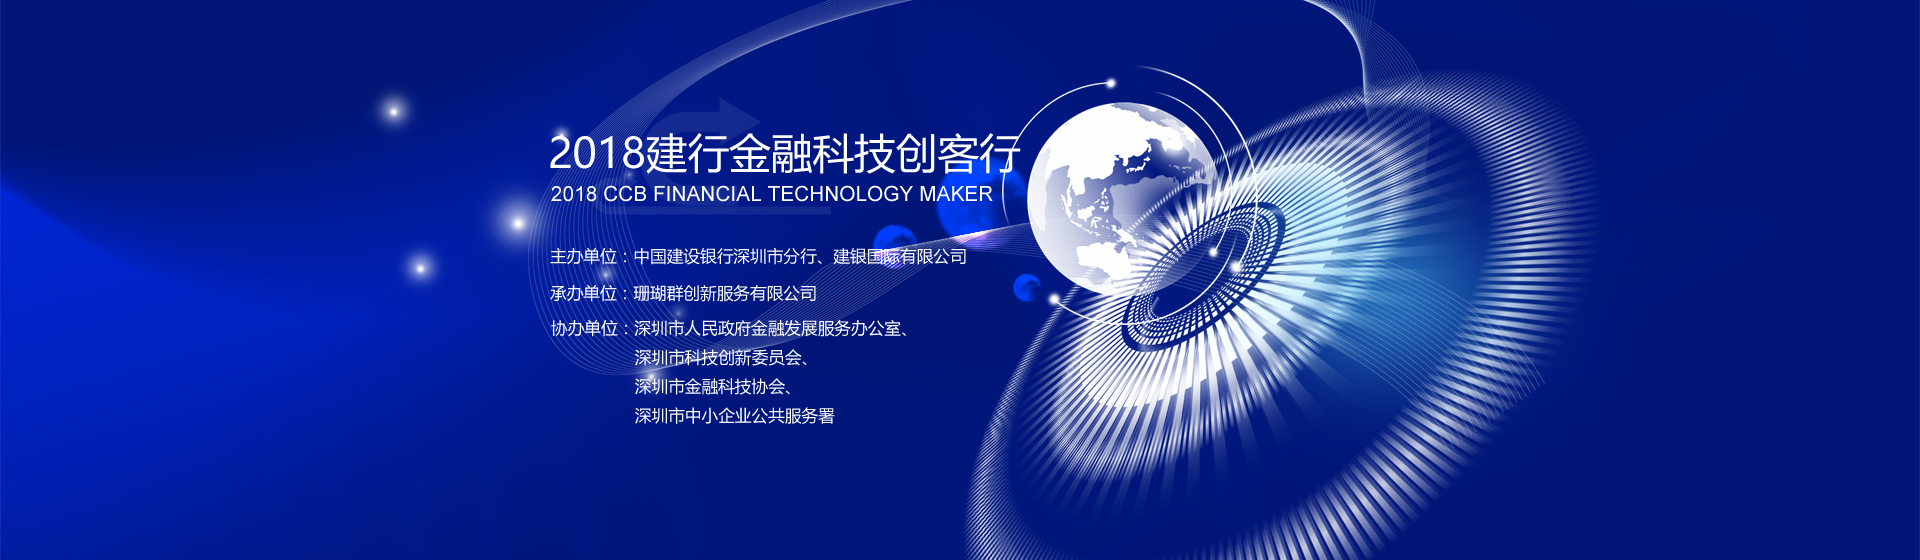 2018建行金融科技创客行
2018 CCB FINANCIAL TECHNOLOGY MAKER
主办单位：中国建设银行深圳市分行、建银国际有限公司
承办单位：珊瑚群创新服务有限公司
协办单位：深圳市人民政府金融发展服务办公室、
深圳市科技创新委员会、
深圳市金融科技协会、
深圳市中小企业公共服务署